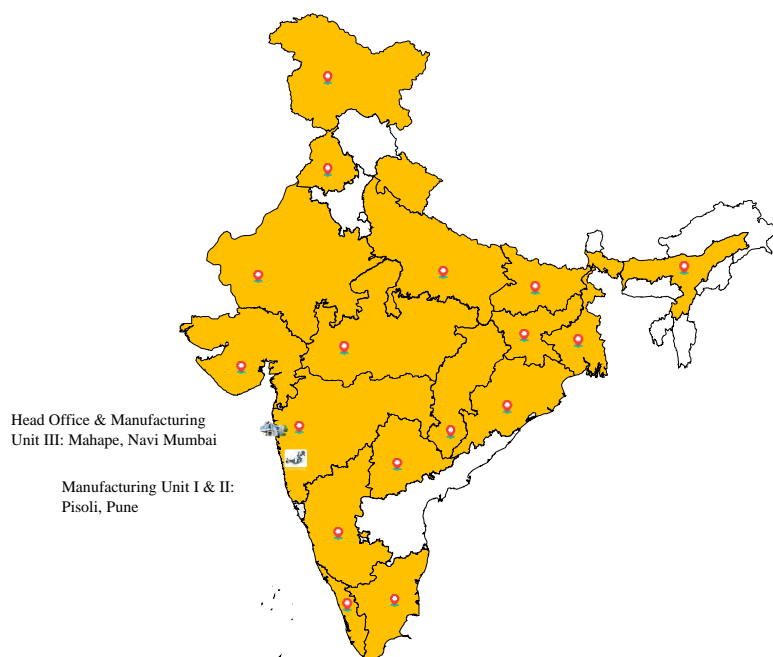 Head Office & Manufacturing
Unit III: Mahape, Navi Mumbai
Manufacturing Unit I & II:
Pisoli, Pune